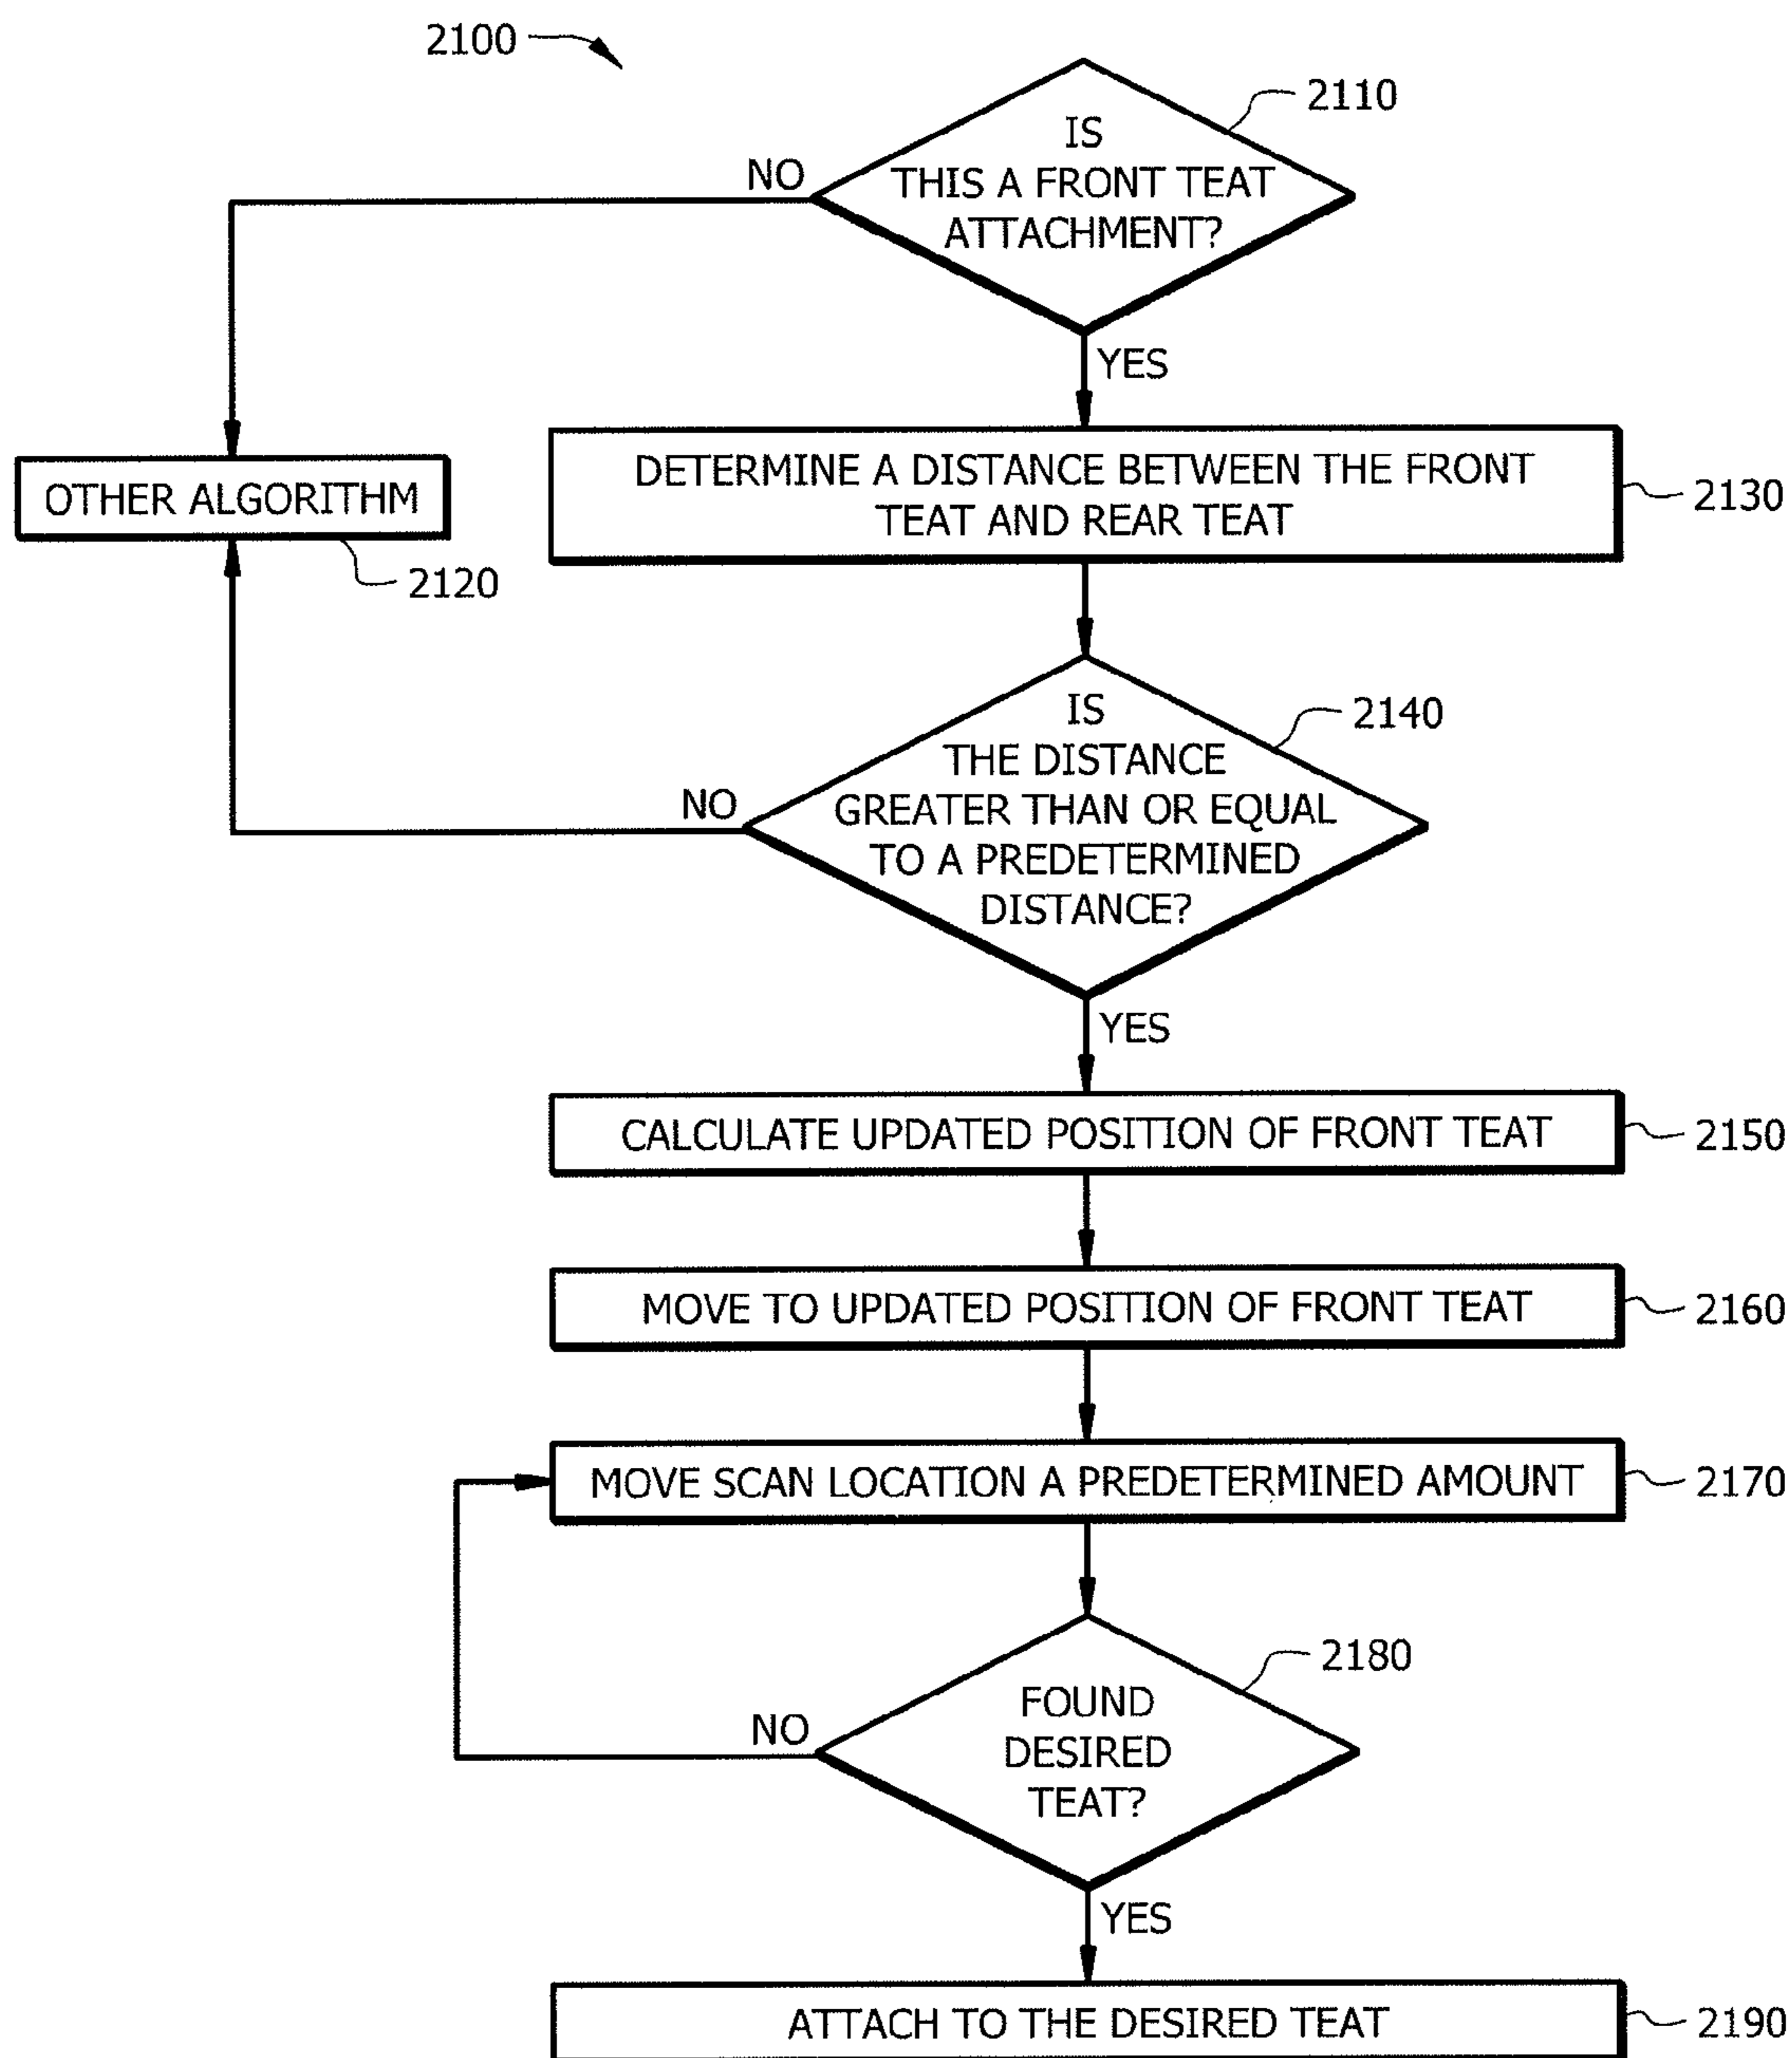 2100
2110
IS
THIS A FRONT TEAT
ATTACHMENT?
NO
YES
OTHER ALGORITHM
2120
DETERMINE A DISTANCE BETWEEN THE FRONT
TEAT AND REAR TEAT
2130
IS
THE DISTANCE
GREATER THAN OR EQUAL
TO A PREDETERMINED
DISTANCE?
2140
NO
YES
CALCULATE UPDATED POSITION OF FRONT TEAT
2150
MOVE TO UPDATED POSITION OF FRONT TEAT
2160
MOVE SCAN LOCATION A PREDETERMINED AMOUNT
2170
2180
FOUND
DESIRED
TEAT?
NO
YES
ATTACH TO THE DESIRED TEAT
2190